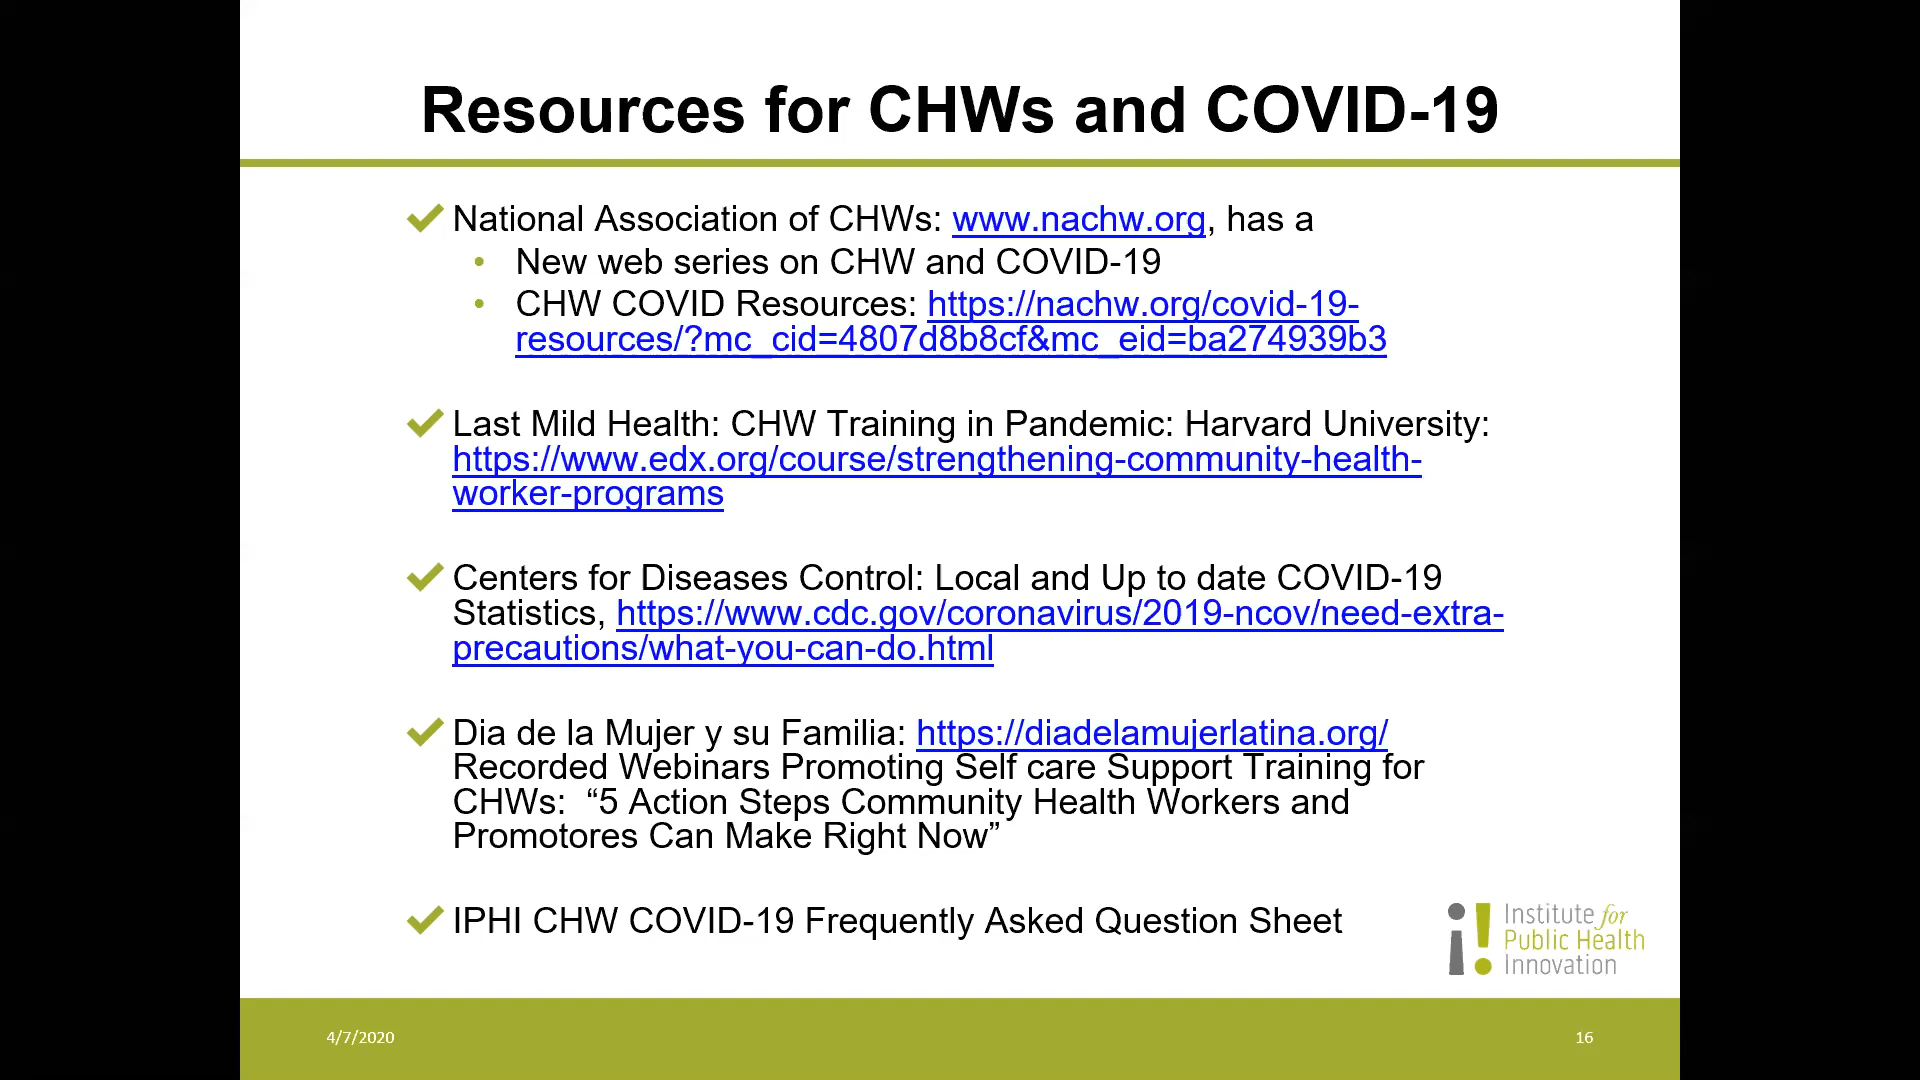 Resources for CHWs and COVID-19
National Association of CHWs: www.nachw.org, has a
• New web series on CHW and COVID-19
• CHW COVID Resources: https://nachw.org/covid-19-
resources/?mc_cid=4807d8b8cf&mc_eid=ba274939b3
Last Mild Health: CHW Training in Pandemic: Harvard University:
https://www.edx.org/course/strengthening-community-health-
worker-programs
Centers for Diseases Control: Local and Up to date COVID-19
Statistics, https://www.cdc.gov/coronavirus/2019-ncov/need-extra-
precautions/what-you-can-do.html
Dia de la Mujer y su Familia: https://diadelamujerlatina.org/
Recorded Webinars Promoting Self care Support Training for
CHWs:  “5 Action Steps Community Health Workers and
Promotores Can Make Right Now”
IPHI CHW COVID-19 Frequently Asked Question Sheet
Institute for
Public Health
Innovation
4/7/2020
16